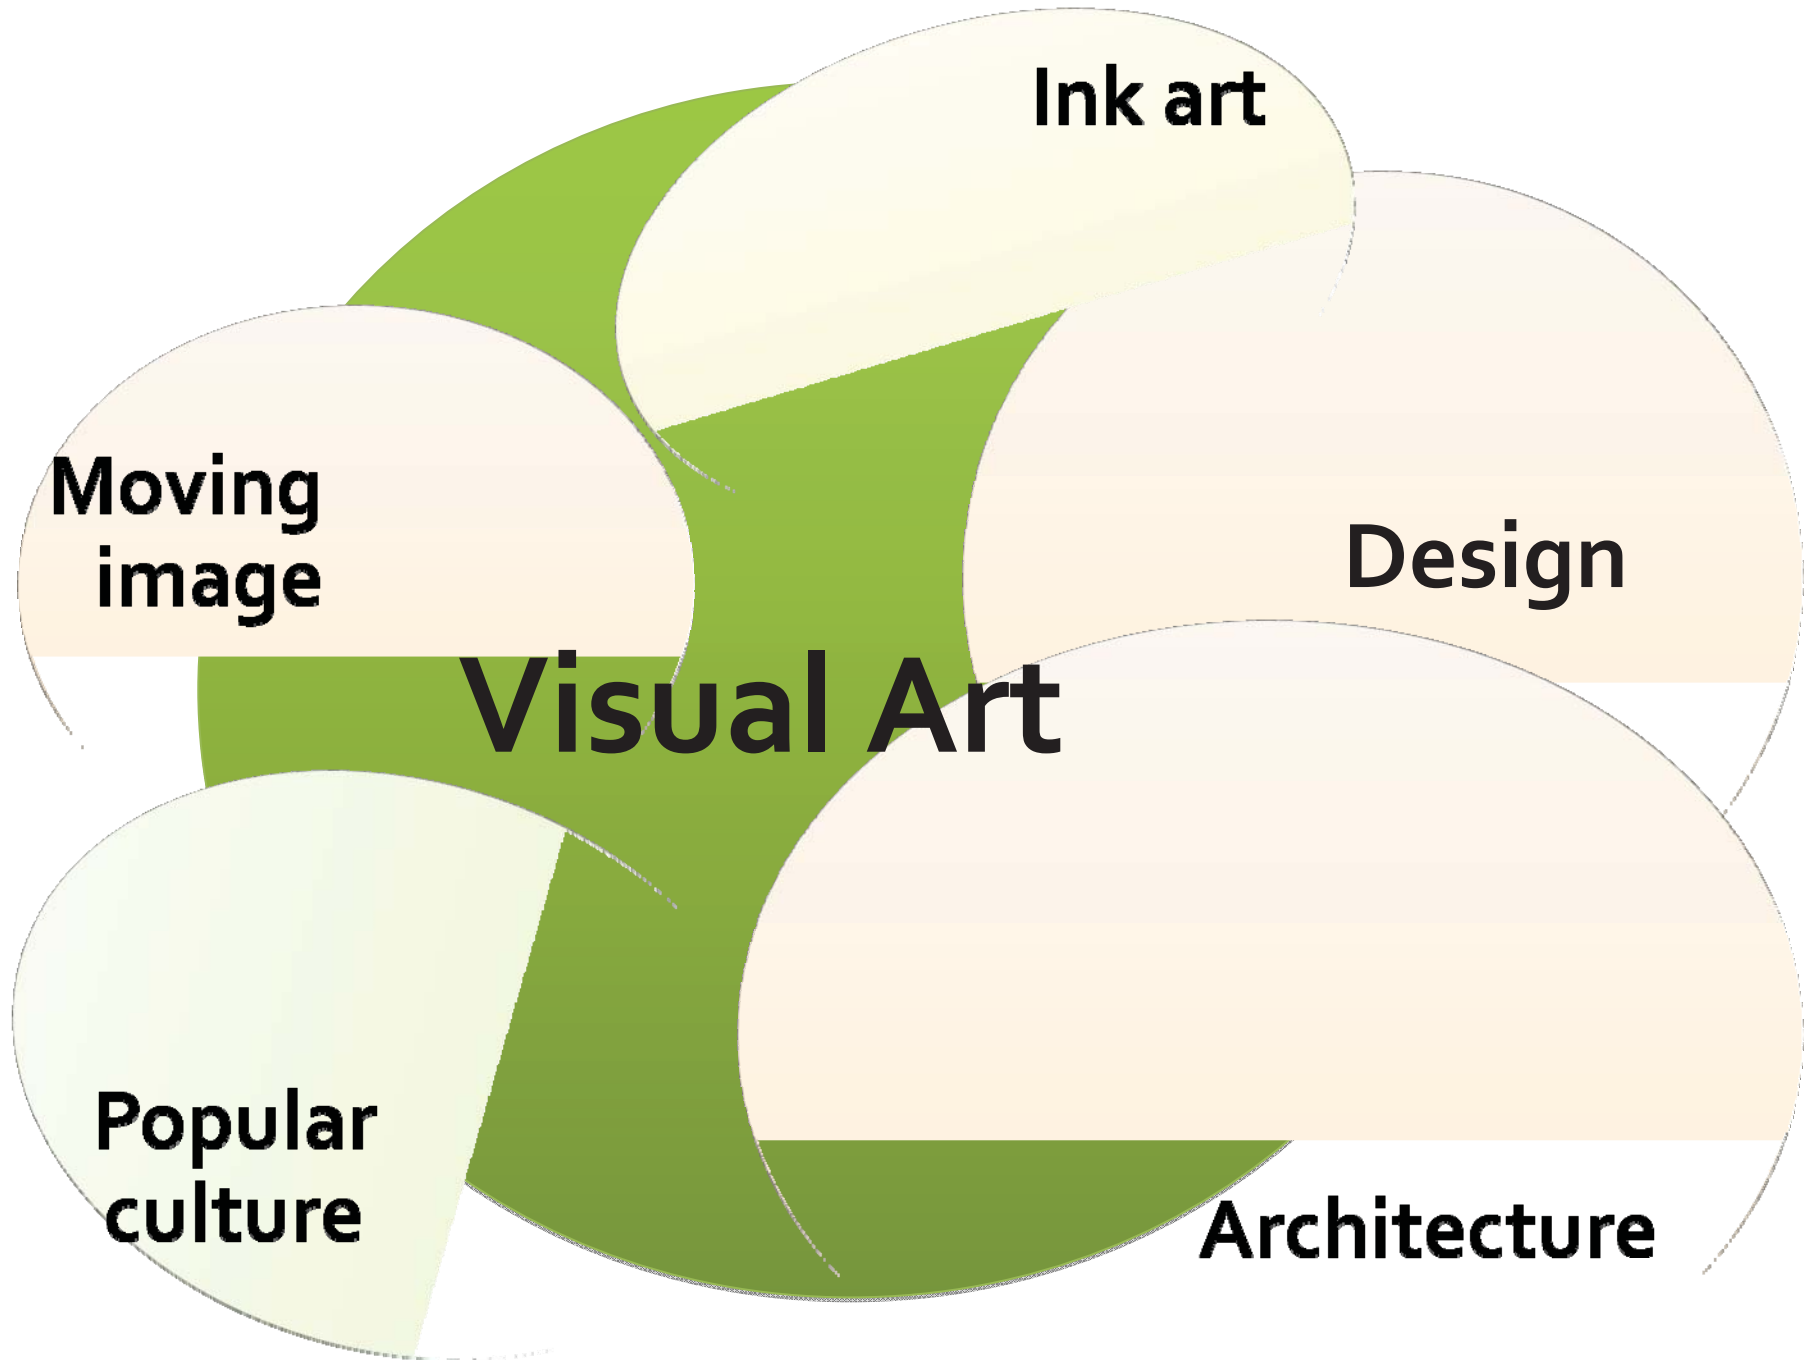 Ink art
Moving
image
Design
Visual Art
Popular
culture
Architecture